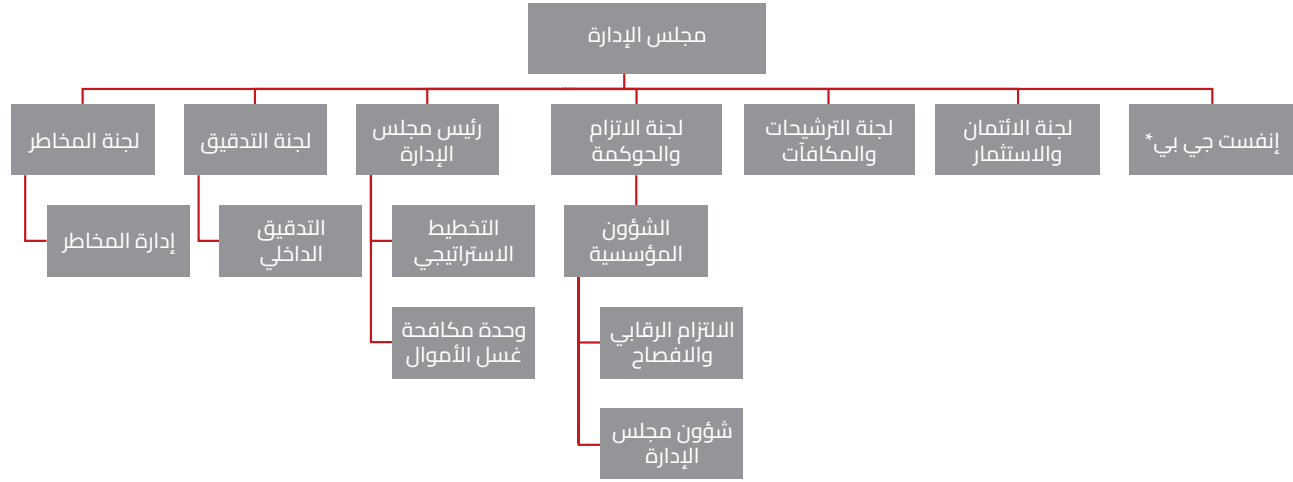 مجلس الإدارة
إنفست جي بي*
لجنة الائتمان
والاستثمار
لجنة الترشيحات
والمكافآت
لجنة الاتزام
والحوكمة
رئيس مجلس
الإدارة
لجنة التدقيق
لجنة المخاطر
الشؤون
المؤسسية
التخطيط
الاستراتيجي
التدقيق
الداخلي
إدارة المخاطر
الالتزام الرقابي
والافصاح
وحدة مكافحة
غسل الأموال
شؤون مجلس
الإدارة